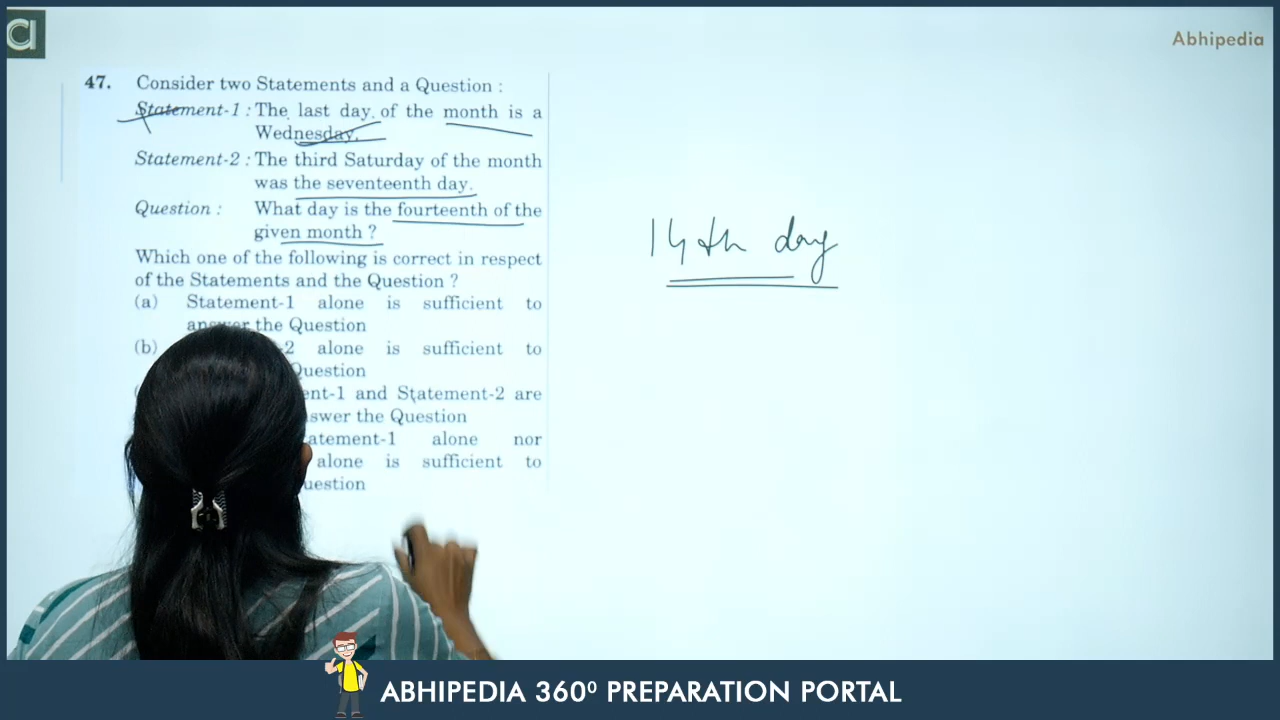 a
Abhipedia
47. Consider two Statements and a Question :
Statement-1 : The last day of the month is a
Wednesday.
Statement-2 : The third Saturday of the month
was the seventeenth day.
Question : What day is the fourteenth of the
given month ?
14th day
Which one of the following is correct in respect
of the Statements and the Question ?
(a) Statement-1 alone is sufficient to
answer the Question
(b) -2 alone is sufficient to
Question
ent-1 and Statement-2 are
swer the Question
atement-1 alone nor
alone is sufficient to
uestion
ABHIPEDIA 360⁰ PREPARATION PORTAL